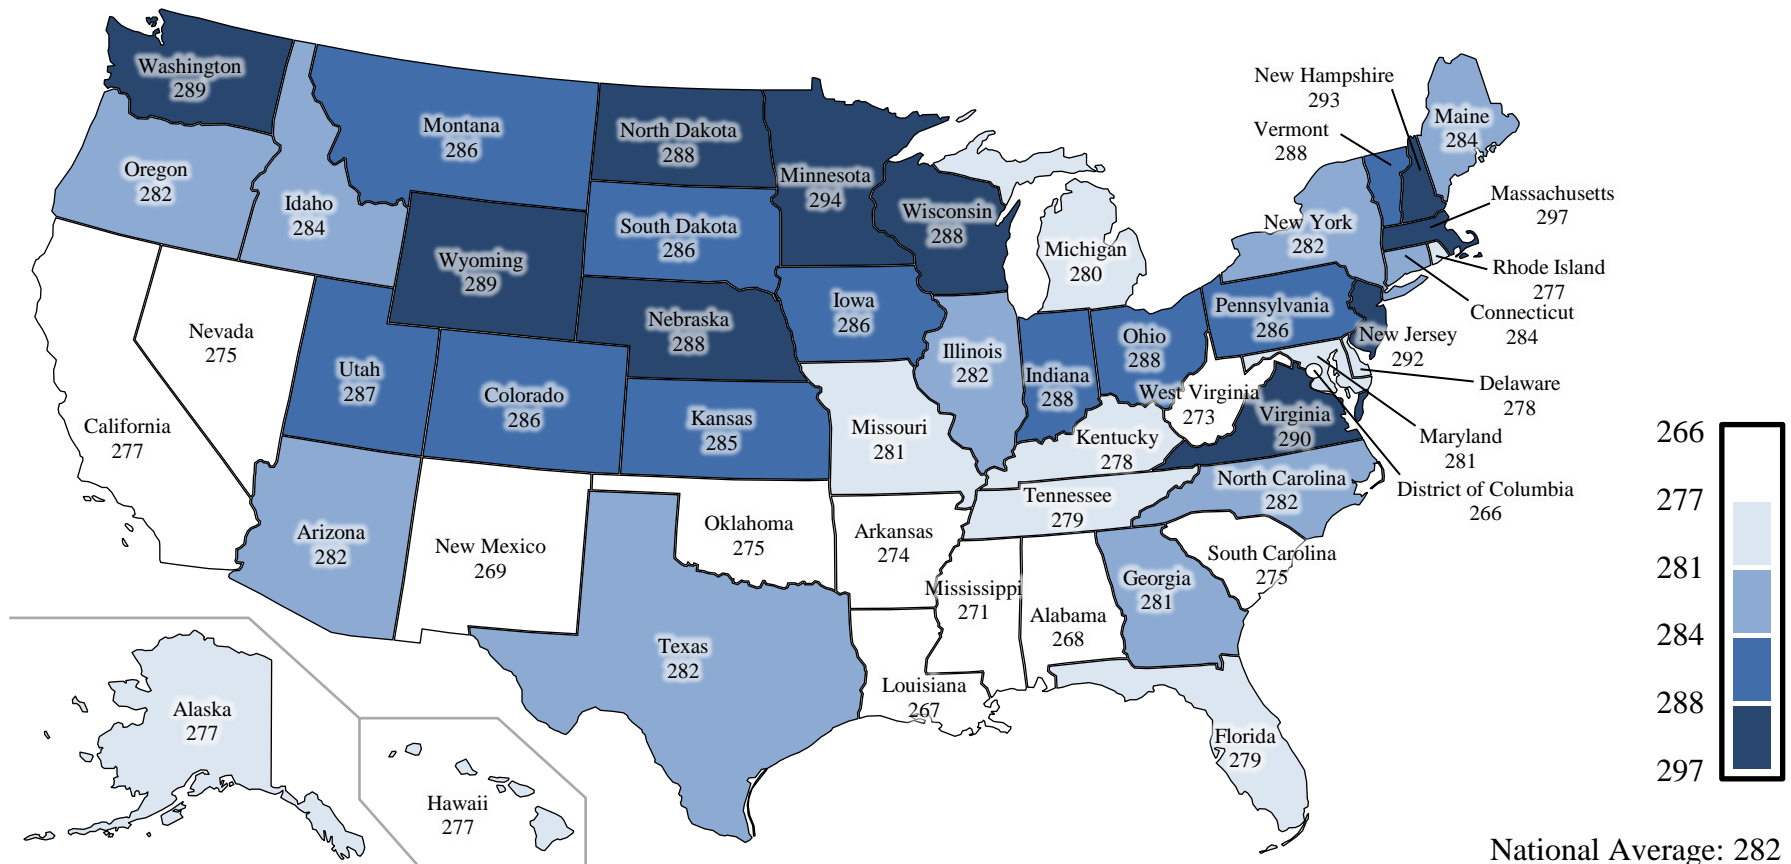 Washington
289
Oregon
282
Idaho
284
Montana
286
North Dakota
288
Minnesota
294
Wisconsin
288
Michigan
280
New Hampshire
293
Vermont
288
Maine
284
Massachusetts
297
New York
282
Rhode Island
277
Connecticut
284
South Dakota
286
Wyoming
289
Nebraska
288
Iowa
286
Illinois
282
Indiana
288
Ohio
288
Pennsylvania
286
New Jersey
292
Delaware
278
Maryland
281
District of Columbia
266
West Virginia
273
Virginia
290
Nevada
275
Utah
287
Colorado
286
Kansas
285
Missouri
281
Kentucky
278
California
277
Arizona
282
New Mexico
269
Oklahoma
275
Arkansas
274
Tennessee
279
North Carolina
282
South Carolina
275
Texas
282
Louisiana
267
Mississippi
271
Alabama
268
Georgia
281
Florida
279
Alaska
277
Hawaii
277
266
277
281
284
288
297
National Average: 282